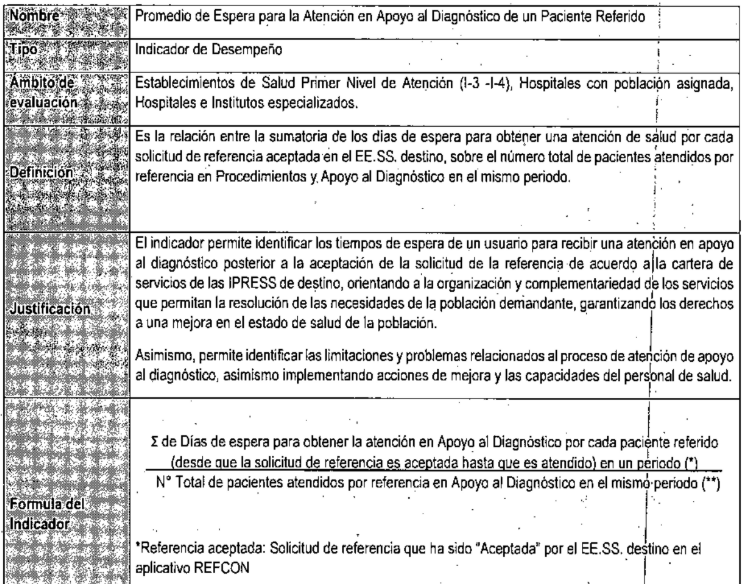 Nombre
Promedio de Espera para la Atención en Apoyo al Diagnóstico de un Paciente Referido
Tipo
Indicador de Desempeño
Ámbito de
evaluación
Establecimientos de Salud Primer Nivel de Atención (I-3 -I-4), Hospitales con población asignada,
Hospitales e Institutos especializados.
Definición
Es la relación entre la sumatoria de los días de espera para obtener una atención de salud por cada
solicitud de referencia aceptada en el EE.SS. destino, sobre el número total de pacientes atendidos por
referencia en Procedimientos y Apoyo al Diagnóstico en el mismo periodo.
Justificación
El indicador permite identificar los tiempos de espera de un usuario para recibir una atención en apoyo
al diagnóstico posterior a la aceptación de la solicitud de la referencia de acuerdo a la cartera de
servicios de las IPRESS de destino, orientando a la organización y complementariedad de los servicios
que permitan la resolución de las necesidades de la población demandante, garantizando los derechos
a una mejora en el estado de salud de la población.
Asimismo, permite identificar las limitaciones y problemas relacionados al proceso de atención de apoyo
al diagnóstico, asimismo implementando acciones de mejora y las capacidades del personal de salud.
Formula del
Indicador
Σ de Días de espera para obtener la atención en Apoyo al Diagnóstico por cada paciente referido
(desde que la solicitud de referencia es aceptada hasta que es atendido) en un periodo (*)
N° Total de pacientes atendidos por referencia en Apoyo al Diagnóstico en el mismo periodo (**)
*Referencia aceptada: Solicitud de referencia que ha sido "Aceptada" por el EE.SS. destino en el
aplicativo REFCON